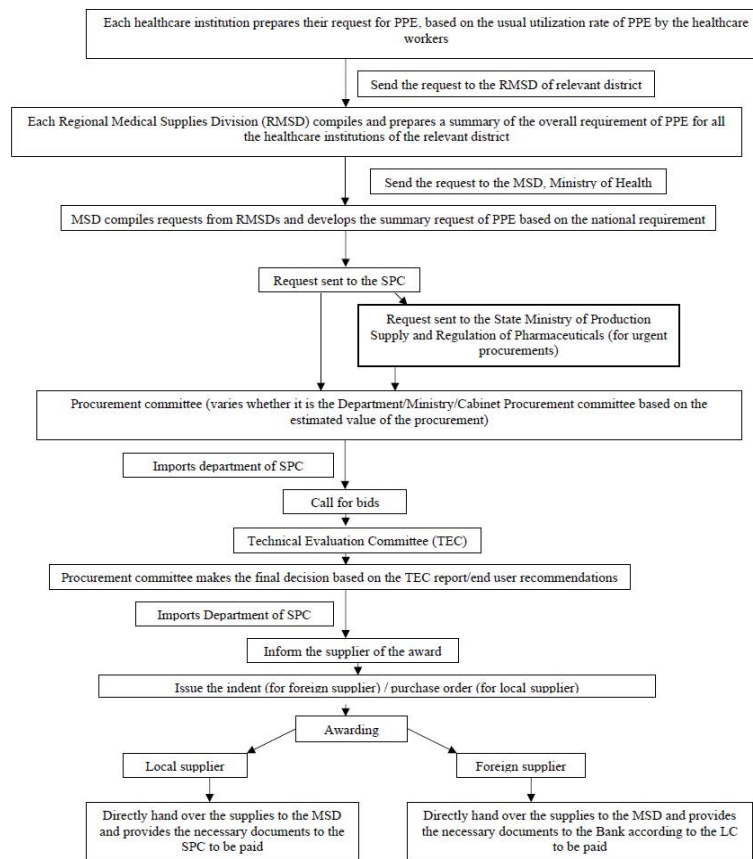 Each healthcare institution prepares their request for PPE, based on the usual utilization rate of PPE by the healthcare
workers
Send the request to the RMSD of relevant district
Each Regional Medical Supplies Division (RMSD) compiles and prepares a summary of the overall requirement of PPE for all
the healthcare institutions of the relevant district
Send the request to the MSD, Ministry of Health
MSD compiles requests from RMSDs and develops the summary request of PPE based on the national requirement
Request sent to the SPC
Request sent to the State Ministry of Production
Supply and Regulation of Pharmaceuticals (for urgent
procurements)
Procurement committee (varies whether it is the Department/Ministry/Cabinet Procurement committee based on the
estimated value of the procurement)
Imports department of SPC
Call for bids
Technical Evaluation Committee (TEC)
Procurement committee makes the final decision based on the TEC report/end user recommendations
Imports Department of SPC
Inform the supplier of the award
Issue the indent (for foreign supplier) / purchase order (for local supplier)
Awarding
Local supplier
Foreign supplier
Directly hand over the supplies to the MSD
and provides the necessary documents to the
SPC to be paid
Directly hand over the supplies to the MSD and provides
the necessary documents to the Bank according to the LC
to be paid